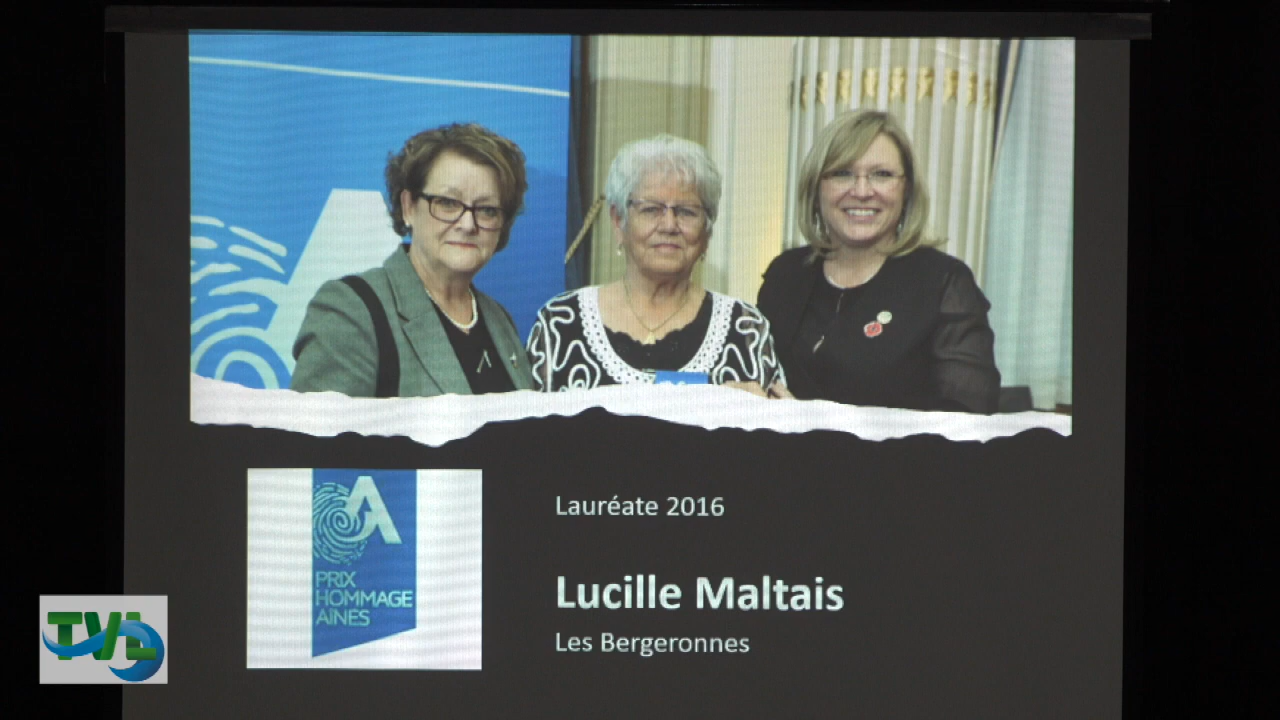 Lauréate 2016
PRIX
HOMMAGE
AÎNÉS
Lucille Maltais
Les Bergeronnes
TVL